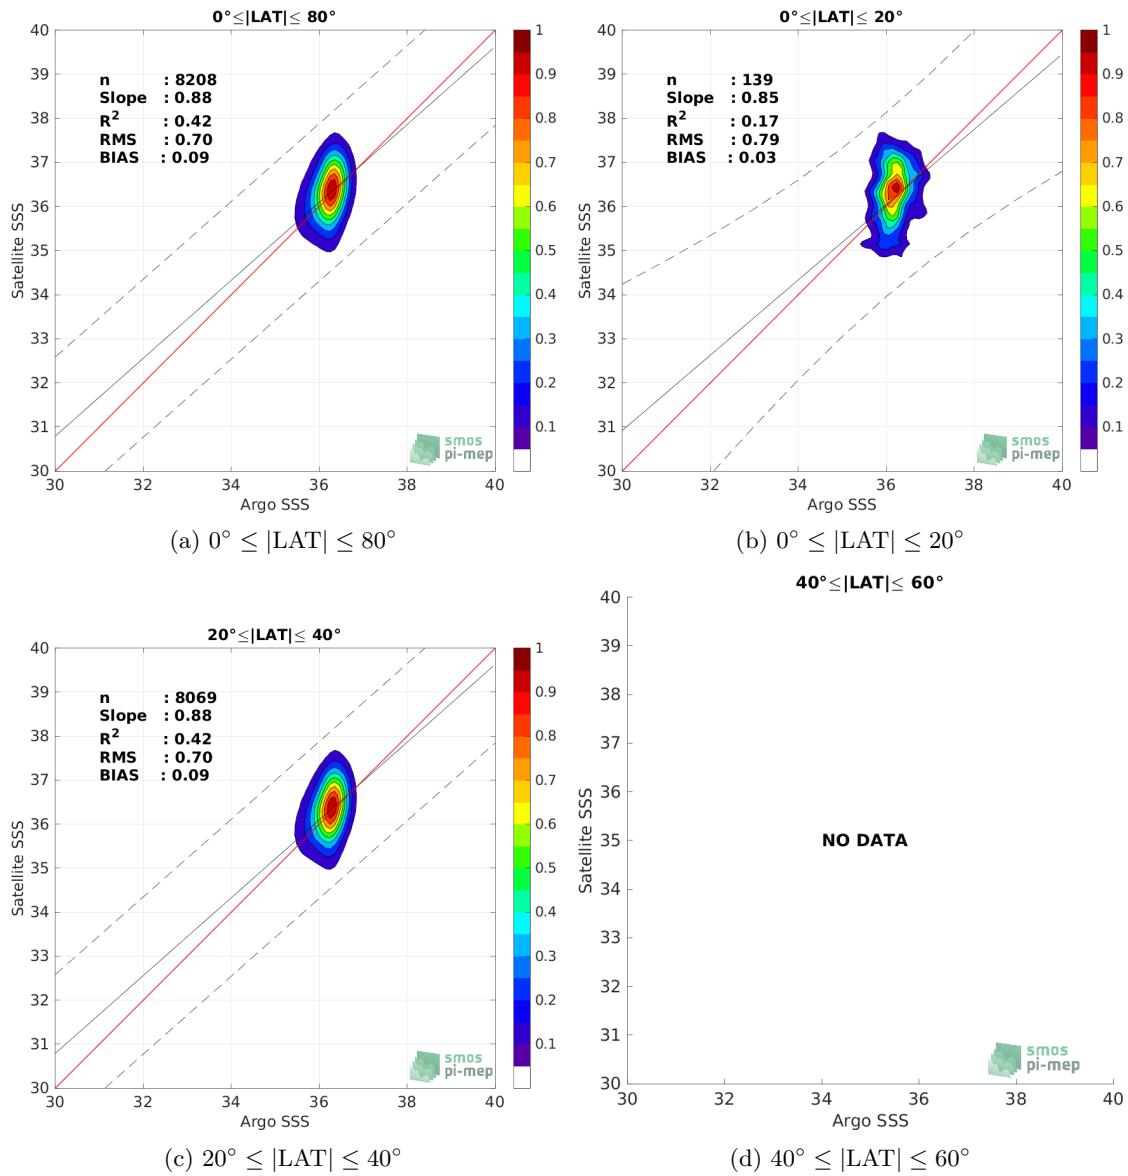 0°≤|LAT|≤ 80°
40
39
38
37
36
35
34
33
32
31
30
Satellite SSS
n : 8208
Slope : 0.88
R² : 0.42
RMS : 0.70
BIAS : 0.09
smos
pi-mep
30 32 34 36 38 40
Argo SSS
1
0.9
0.8
0.7
0.6
0.5
0.4
0.3
0.2
0.1
(a) 0° ≤ |LAT| ≤ 80°
0°≤|LAT|≤ 20°
40
39
38
37
36
35
34
33
32
31
30
Satellite SSS
n : 139
Slope : 0.85
R² : 0.17
RMS : 0.79
BIAS : 0.03
smos
pi-mep
30 32 34 36 38 40
Argo SSS
1
0.9
0.8
0.7
0.6
0.5
0.4
0.3
0.2
0.1
(b) 0° ≤ |LAT| ≤ 20°
20°≤|LAT|≤ 40°
40
39
38
37
36
35
34
33
32
31
30
Satellite SSS
n : 8069
Slope : 0.88
R² : 0.42
RMS : 0.70
BIAS : 0.09
smos
pi-mep
30 32 34 36 38 40
Argo SSS
1
0.9
0.8
0.7
0.6
0.5
0.4
0.3
0.2
0.1
(c) 20° ≤ |LAT| ≤ 40°
40°≤|LAT|≤ 60°
40
39
38
37
36
35
34
33
32
31
30
Satellite SSS
NO DATA
smos
pi-mep
30 32 34 36 38 40
Argo SSS
(d) 40° ≤ |LAT| ≤ 60°